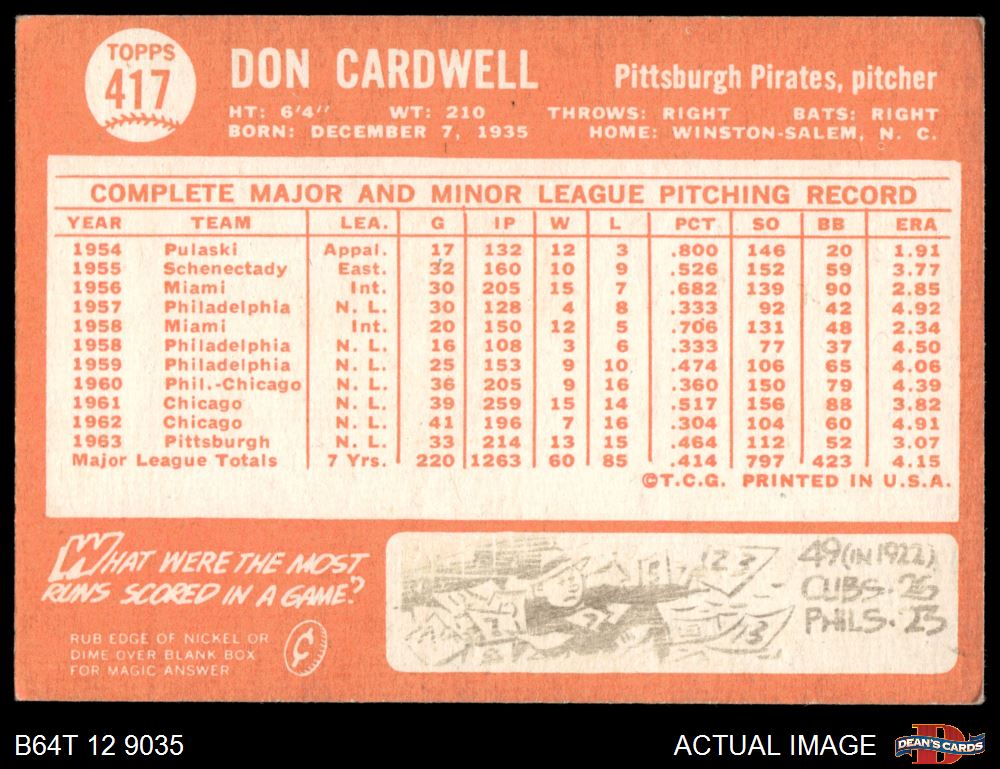 TOPPS
417
DON CARDWELL
Pittsburgh Pirates, pitcher
HT: 6'4" WT: 210 THROWS: RIGHT BATS: RIGHT
BORN: DECEMBER 7, 1935 HOME: WINSTON-SALEM, N. C.
COMPLETE MAJOR AND MINOR LEAGUE PITCHING RECORD
YEAR TEAM LEA. G IP W L PCT SO BB ERA
1954 Pulaski Appal. 17 132 12 3 .800 146 20 1.91
1955 Schenectady East. 32 160 10 9 .526 152 59 3.77
1956 Miami Int. 30 205 15 7 .682 139 90 2.85
1957 Philadelphia N. L. 30 128 4 8 .333 92 42 4.92
1958 Miami Int. 20 150 12 5 .706 131 48 2.34
1958 Philadelphia N. L. 16 108 3 6 .333 77 37 4.50
1959 Philadelphia N. L. 25 153 9 10 .474 106 65 4.06
1960 Phil.-Chicago N. L. 36 205 9 16 .360 150 79 4.39
1961 Chicago N. L. 39 259 15 14 .517 156 88 3.82
1962 Chicago N. L. 41 196 7 16 .304 104 60 4.91
1963 Pittsburgh N. L. 33 214 13 15 .464 112 52 3.07
Major League Totals 7 Yrs. 220 1263 60 85 .414 797 423 4.15
©T.C.G. PRINTED IN U.S.A.
WHAT WERE THE MOST
RUNS SCORED IN A GAME?
RUB EDGE OF NICKEL OR
DIME OVER BLANK BOX
FOR MAGIC ANSWER
¢
123
13
49 (IN 1922)
CUBS-26
PHILS-23
B64T 12 9035
ACTUAL IMAGE
DEAN'S CARDS